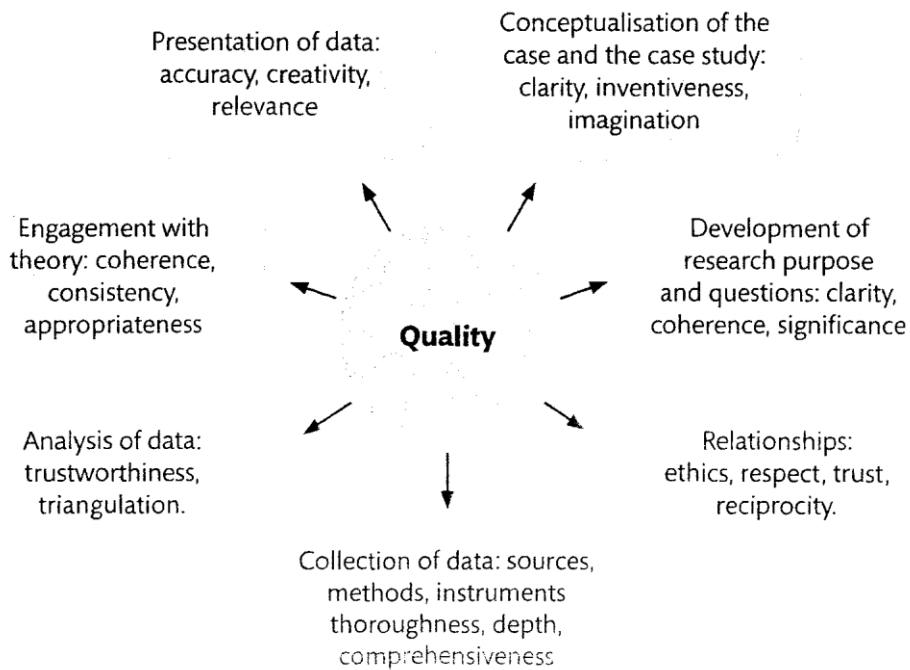 Presentation of data:
accuracy, creativity,
relevance
Conceptualisation of the
case and the case study:
clarity, inventiveness,
imagination
Engagement with
theory: coherence,
consistency,
appropriateness
Development of
research purpose
and questions: clarity,
coherence, significance
Quality
Analysis of data:
trustworthiness,
triangulation.
Relationships:
ethics, respect, trust,
reciprocity.
Collection of data: sources,
methods, instruments
thoroughness, depth,
comprehensiveness